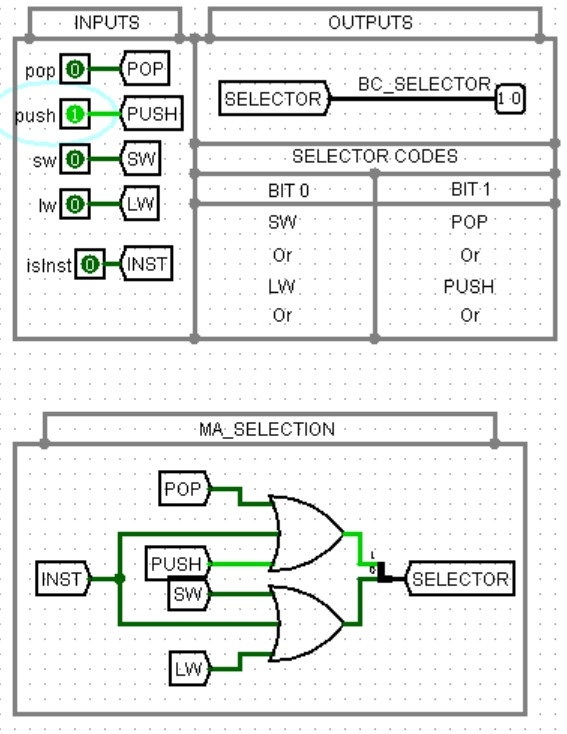 INPUTS
OUTPUTS
pop 0 POP
push 1 PUSH
sw 0 SW
lw 0 LW
isInst 0 INST
SELECTOR BC_SELECTOR 1 0
SELECTOR CODES
BIT 0 BIT 1
SW POP
Or Or
LW PUSH
Or Or
MA_SELECTION
POP
PUSH
INST
SW
LW
1
0
SELECTOR